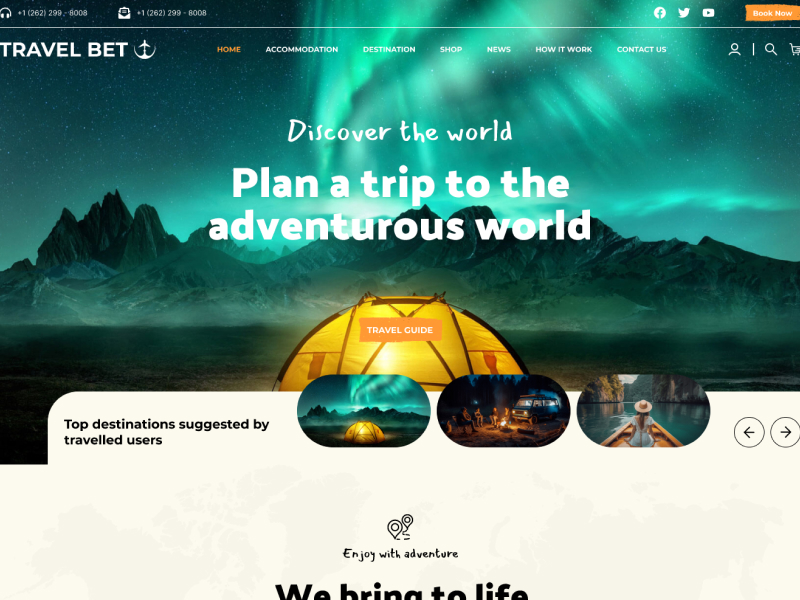 +1 (262) 299 - 8008
+1 (262) 299 - 8008
Book Now
TRAVEL BET
HOME
ACCOMMODATION
DESTINATION
SHOP
NEWS
HOW IT WORK
CONTACT US
Discover the world
Plan a trip to the
adventurous world
TRAVEL GUIDE
Top destinations suggested by
travelled users
Enjoy with adventure
We bring to life